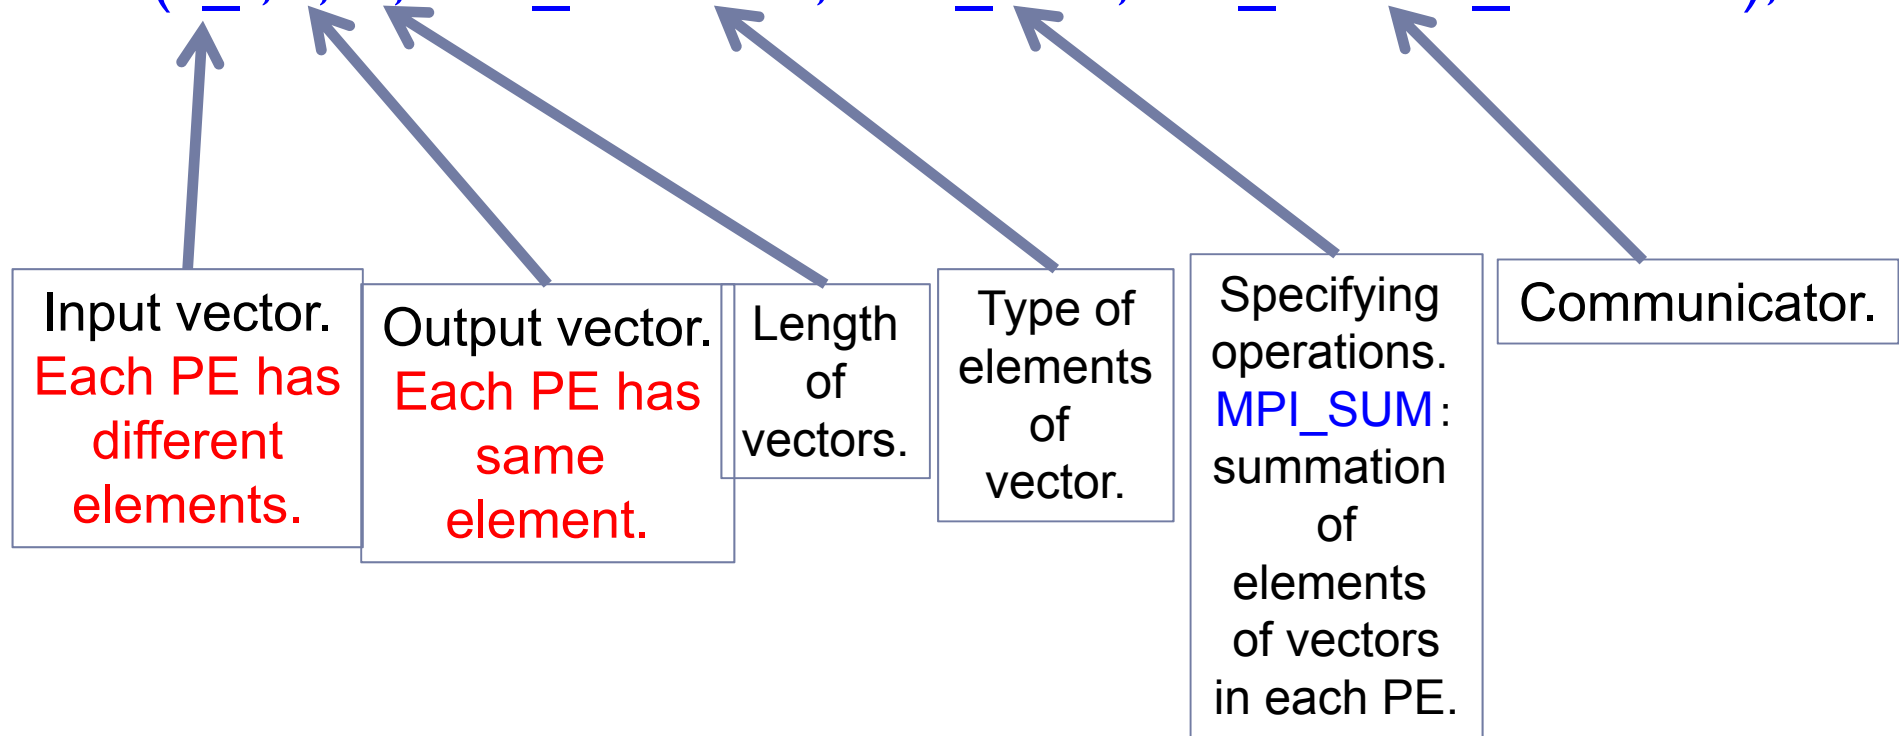 Input vector.
Each PE has
different
elements.
Output vector.
Each PE has
same
element.
Length
of
vectors.
Type of
elements
of
vector.
Specifying
operations.
MPI_SUM:
summation
of
elements
of vectors
in each PE.
Communicator.